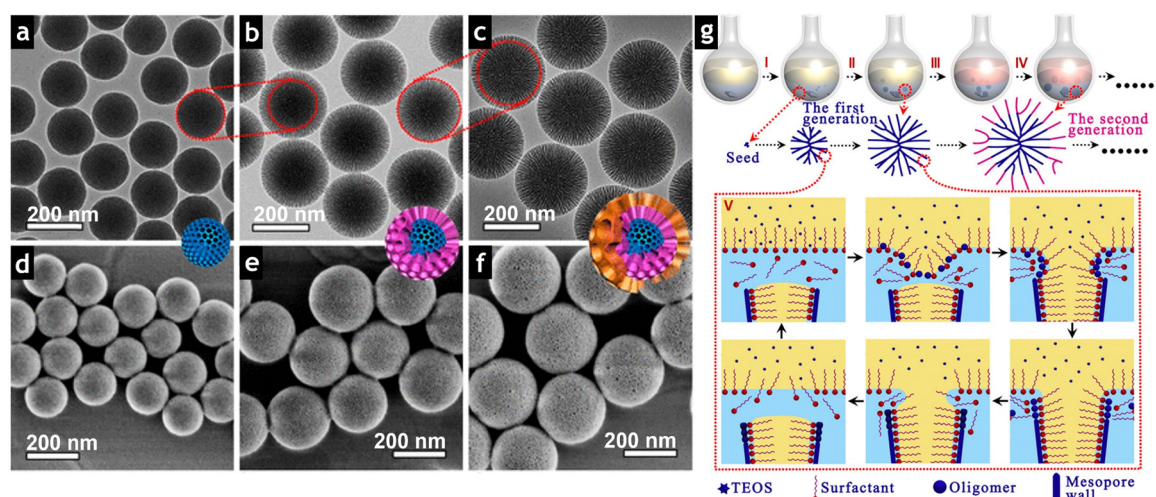 a
b
c
g
200 nm
200 nm
200 nm
d
e
f
200 nm
200 nm
200 nm
I
II
III
IV
The first
generation
The second
generation
Seed
V
TEOS
Surfactant
Oligomer
Mesopore
wall